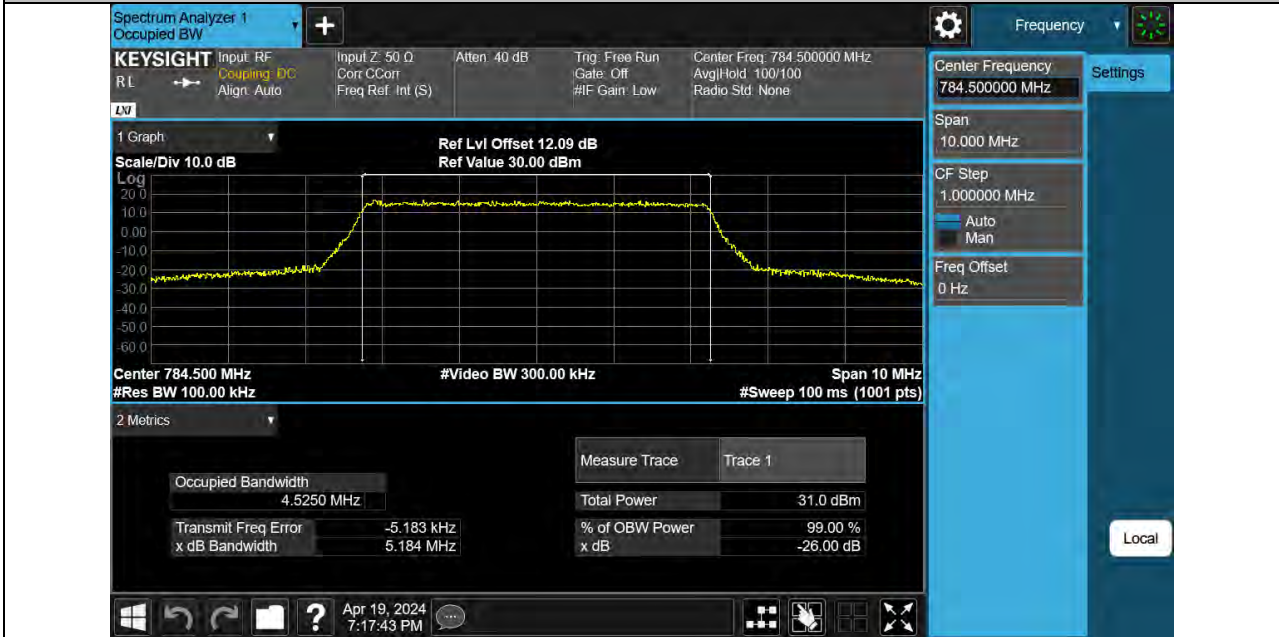 Spectrum Analyzer 1
Occupied BW
Frequency
KEYSIGHT
RL
LXI
Input: RF
Coupling: DC
Align: Auto
Input Z: 50 Ω
Corr CCorr
Freq Ref: Int (S)
Atten: 40 dB
Trig: Free Run
Gate: Off
#IF Gain: Low
Center Freq: 784.500000 MHz
Avg|Hold: 100/100
Radio Std: None
Center Frequency
784.500000 MHz
Settings
Span
10.000 MHz
CF Step
1.000000 MHz
Auto
Man
Freq Offset
0 Hz
Local
1 Graph
Scale/Div 10.0 dB
Ref Lvl Offset 12.09 dB
Ref Value 30.00 dBm
Log
20.0
10.0
0.00
-10.0
-20.0
-30.0
-40.0
-50.0
-60.0
Center 784.500 MHz
#Video BW 300.00 kHz
Span 10 MHz
#Res BW 100.00 kHz
#Sweep 100 ms (1001 pts)
2 Metrics
Measure Trace
Trace 1
Occupied Bandwidth
4.5250 MHz
Total Power
31.0 dBm
Transmit Freq Error
-5.183 kHz
% of OBW Power
99.00 %
x dB Bandwidth
5.184 MHz
x dB
-26.00 dB
?
Apr 19, 2024
7:17:43 PM